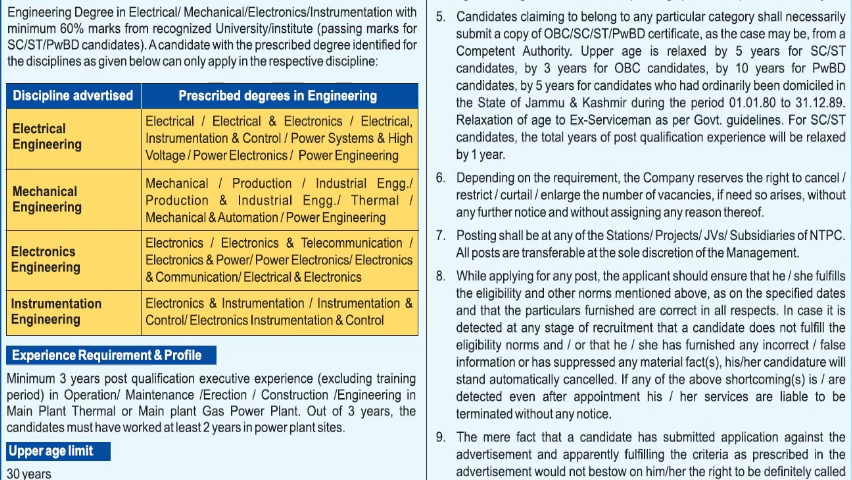 Engineering Degree in Electrical/ Mechanical/Electronics/Instrumentation with
minimum 60% marks from recognized University/institute (passing marks for
SC/ST/PwBD candidates). A candidate with the prescribed degree identified for
the disciplines as given below can only apply in the respective discipline:
Discipline advertised Prescribed degrees in Engineering
Electrical
Engineering
Electrical / Electrical & Electronics / Electrical,
Instrumentation & Control / Power Systems & High
Voltage / Power Electronics / Power Engineering
Mechanical
Engineering
Mechanical / Production / Industrial Engg./
Production & Industrial Engg./ Thermal /
Mechanical & Automation / Power Engineering
Electronics
Engineering
Electronics / Electronics & Telecommunication /
Electronics & Power/ Power Electronics/ Electronics
& Communication/ Electrical & Electronics
Instrumentation
Engineering
Electronics & Instrumentation / Instrumentation &
Control/ Electronics Instrumentation & Control
Experience Requirement & Profile
Minimum 3 years post qualification executive experience (excluding training
period) in Operation/ Maintenance /Erection / Construction /Engineering in
Main Plant Thermal or Main plant Gas Power Plant. Out of 3 years, the
candidates must have worked at least 2 years in power plant sites.
Upper age limit
30 years
5. Candidates claiming to belong to any particular category shall necessarily
submit a copy of OBC/SC/ST/PwBD certificate, as the case may be, from a
Competent Authority. Upper age is relaxed by 5 years for SC/ST
candidates, by 3 years for OBC candidates, by 10 years for PwBD
candidates, by 5 years for candidates who had ordinarily been domiciled in
the State of Jammu & Kashmir during the period 01.01.80 to 31.12.89.
Relaxation of age to Ex-Serviceman as per Govt. guidelines. For SC/ST
candidates, the total years of post qualification experience will be relaxed
by 1 year.
6. Depending on the requirement, the Company reserves the right to cancel /
restrict / curtail / enlarge the number of vacancies, if need so arises, without
any further notice and without assigning any reason thereof.
7. Posting shall be at any of the Stations/ Projects/ JVs/ Subsidiaries of NTPC.
All posts are transferable at the sole discretion of the Management.
8. While applying for any post, the applicant should ensure that he / she fulfills
the eligibility and other norms mentioned above, as on the specified dates
and that the particulars furnished are correct in all respects. In case it is
detected at any stage of recruitment that a candidate does not fulfill the
eligibility norms and / or that he / she has furnished any incorrect / false
information or has suppressed any material fact(s), his/her candidature will
stand automatically cancelled. If any of the above shortcoming(s) is / are
detected even after appointment his / her services are liable to be
terminated without any notice.
9. The mere fact that a candidate has submitted application against the
advertisement and apparently fulfilling the criteria as prescribed in the
advertisement would not bestow on him/her the right to be definitely called